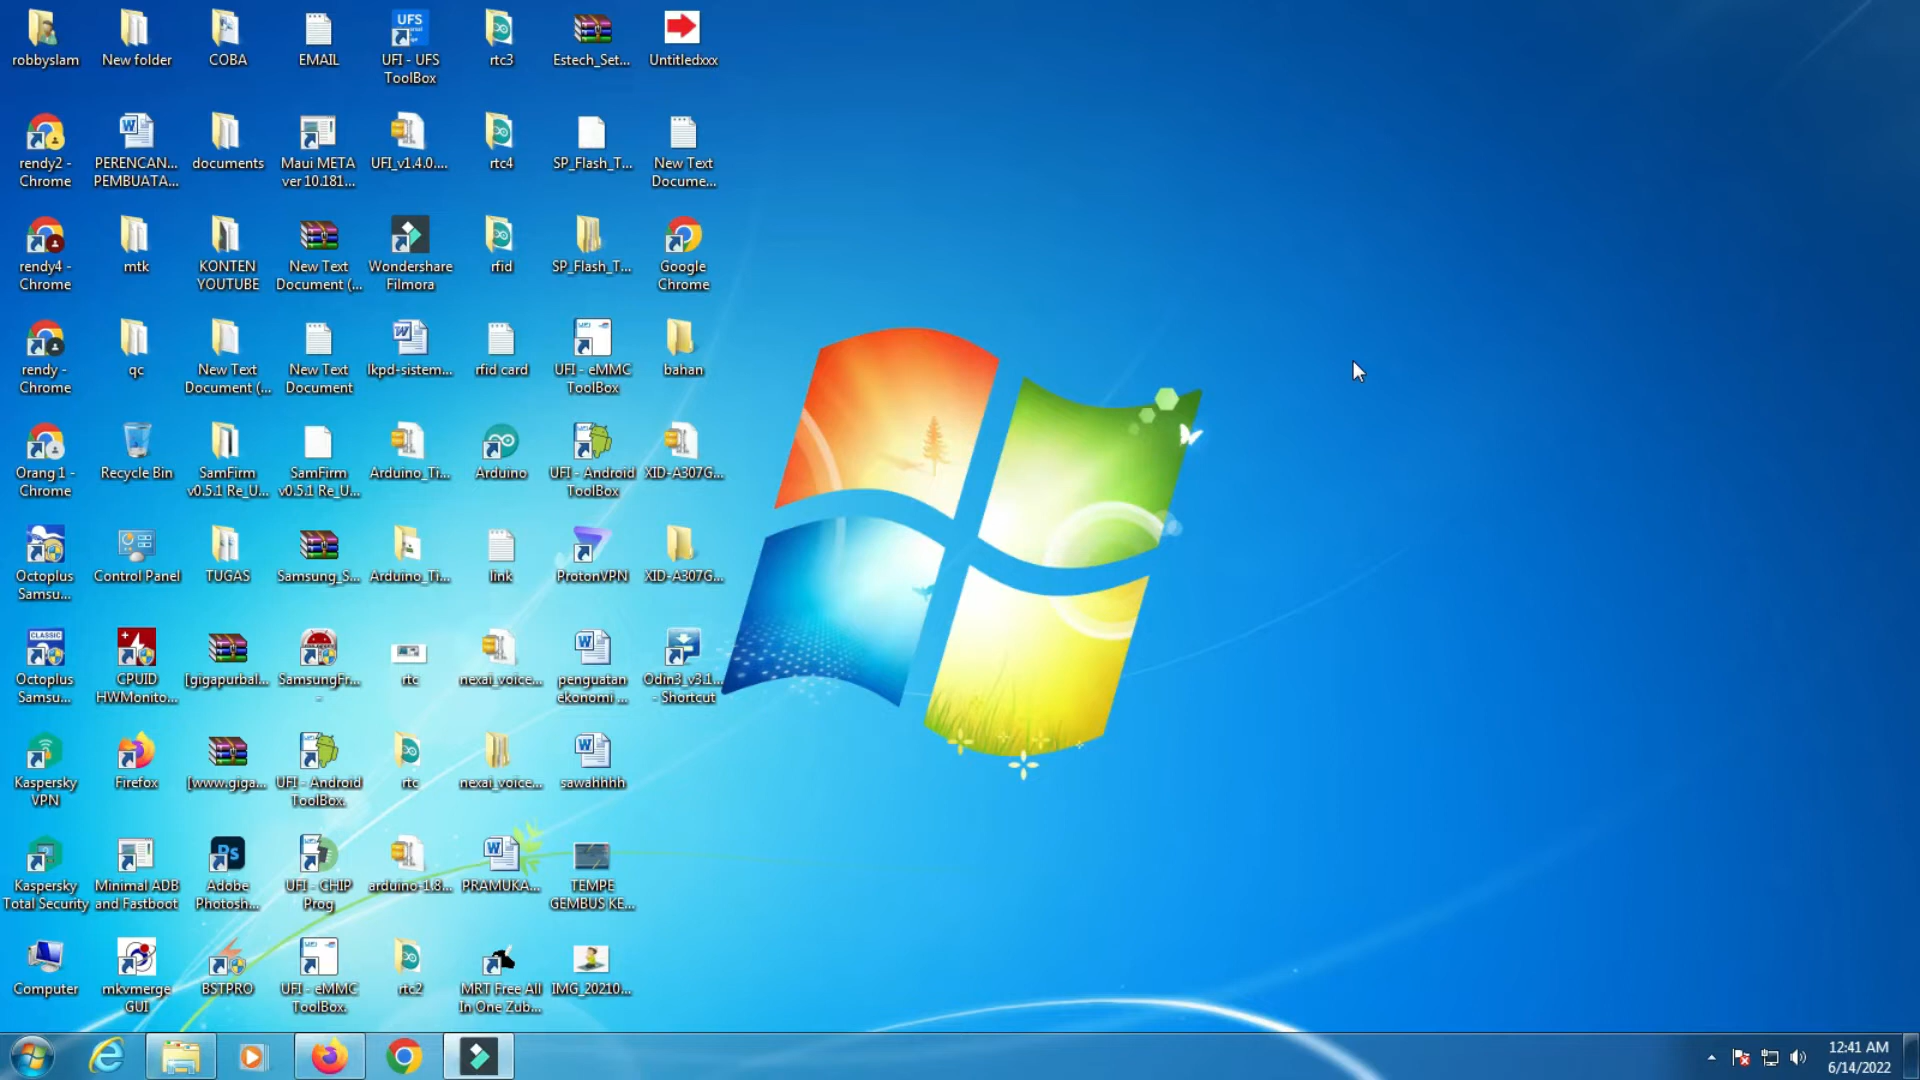 robbyslam
New folder
COBA
EMAIL
UFS
UFI - UFS
ToolBox
rtc3
Estech_Set...
Untitledxxx
rendy2 -
Chrome
PERENCAN...
PEMBUATA...
documents
Maui META
ver 10.181...
UFI_v1.4.0....
rtc4
SP_Flash_T...
New Text
Docume...
rendy4 -
Chrome
mtk
KONTEN
YOUTUBE
New Text
Document (...
Wondershare
Filmora
rfid
SP_Flash_T...
Google
Chrome
rendy -
Chrome
qc
New Text
Document (...
New Text
Document
lkpd-sistem...
rfid card
UFI - eMMC
ToolBox
bahan
Orang 1 -
Chrome
Recycle Bin
SamFirm
v0.5.1 Re_U...
SamFirm
v0.5.1 Re_U...
Arduino_Ti...
Arduino
UFI - Android
ToolBox
XID-A307G...
Octoplus
Samsu...
Control Panel
TUGAS
Samsung_S...
Arduino_Ti...
link
ProtonVPN
XID-A307G...
CLASSIC
Octoplus
Samsu...
CPUID
HWMonito...
[gigapurbal...
SamsungFr...
-
rtc
nexai_voice...
penguatan
ekonomi ...
Odin3_v3.1...
- Shortcut
Kaspersky
VPN
Firefox
[www.giga...
UFI - Android
ToolBox.
rtc
nexai_voice...
sawahhhh
Kaspersky
Total Security
Minimal ADB
and Fastboot
Ps
Adobe
Photosh...
UFI - CHIP
Prog
arduino-1.8...
PRAMUKA...
TEMPE
GEMBUS KE...
Computer
mkvmerge
GUI
BSTPRO
UFI - eMMC
ToolBox.
rtc2
MRT Free All
In One Zub...
IMG_20210...
12:41 AM
6/14/2022